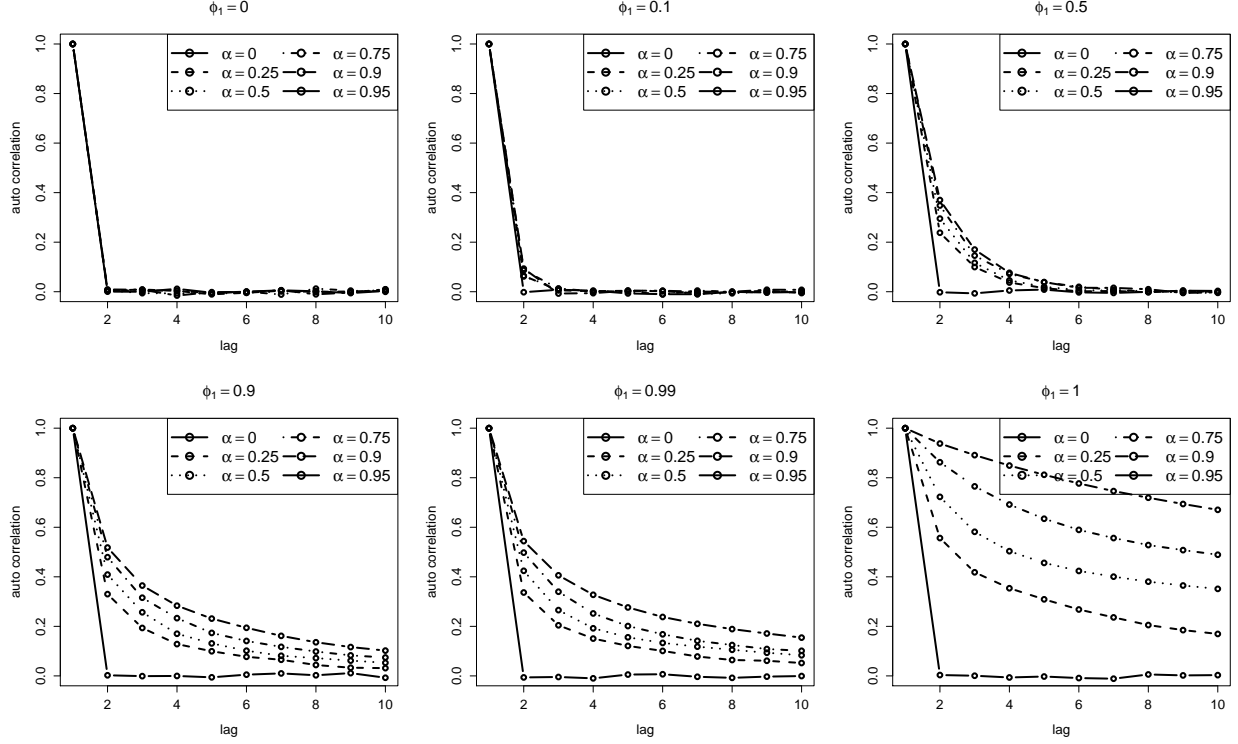 ϕ₁ = 0
auto correlation
1.0
0.8
0.6
0.4
0.2
0.0
2 4 6 8 10
lag
α = 0 α = 0.75
α = 0.25 α = 0.9
α = 0.5 α = 0.95
ϕ₁ = 0.1
auto correlation
1.0
0.8
0.6
0.4
0.2
0.0
2 4 6 8 10
lag
α = 0 α = 0.75
α = 0.25 α = 0.9
α = 0.5 α = 0.95
ϕ₁ = 0.5
auto correlation
1.0
0.8
0.6
0.4
0.2
0.0
2 4 6 8 10
lag
α = 0 α = 0.75
α = 0.25 α = 0.9
α = 0.5 α = 0.95
ϕ₁ = 0.9
auto correlation
1.0
0.8
0.6
0.4
0.2
0.0
2 4 6 8 10
lag
α = 0 α = 0.75
α = 0.25 α = 0.9
α = 0.5 α = 0.95
ϕ₁ = 0.99
auto correlation
1.0
0.8
0.6
0.4
0.2
0.0
2 4 6 8 10
lag
α = 0 α = 0.75
α = 0.25 α = 0.9
α = 0.5 α = 0.95
ϕ₁ = 1
auto correlation
1.0
0.8
0.6
0.4
0.2
0.0
2 4 6 8 10
lag
α = 0 α = 0.75
α = 0.25 α = 0.9
α = 0.5 α = 0.95